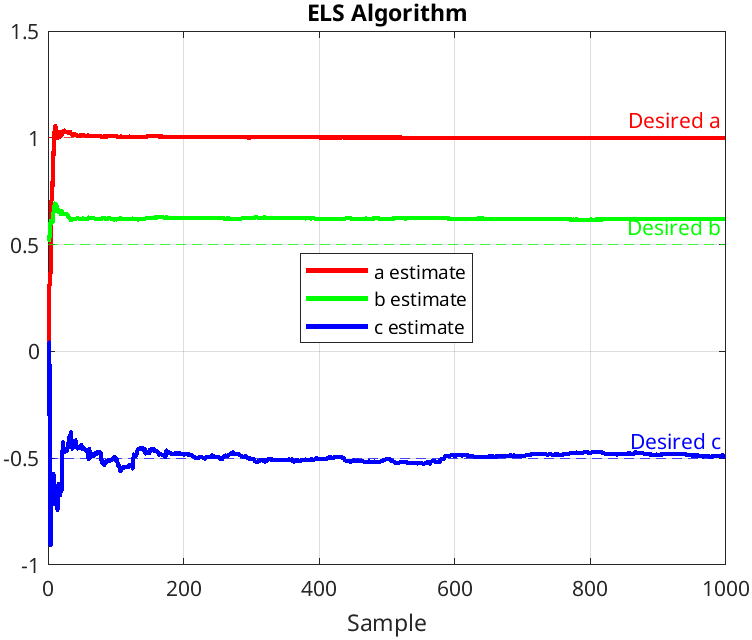 ELS Algorithm
1.5
1
0.5
0
-0.5
-1
Desired a
Desired b
a estimate
b estimate
c estimate
Desired c
0
200
400
600
800
1000
Sample